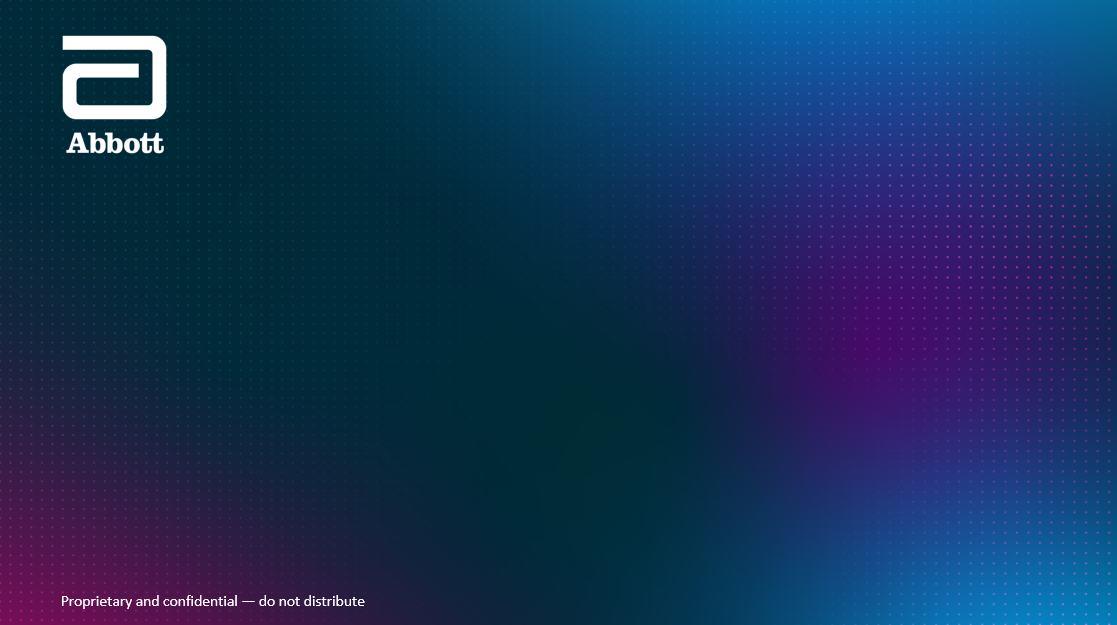 Abbott
Proprietary and confidential — do not distribute